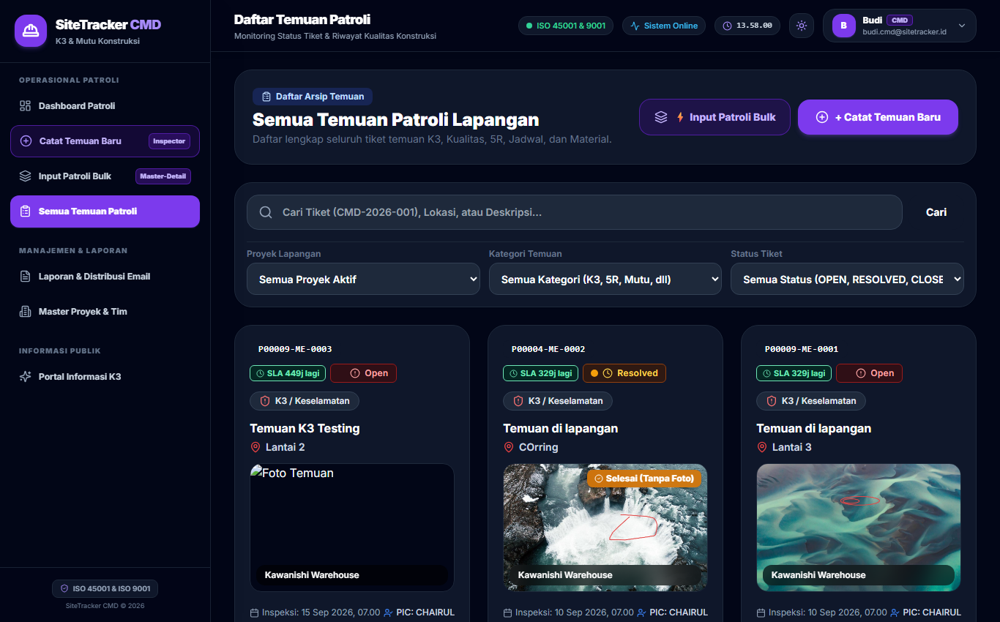 SiteTracker CMD
K3 & Mutu Konstruksi
OPERASIONAL PATROLI
Dashboard Patroli
Catat Temuan Baru Inspector
Input Patroli Bulk Master-Detail
Semua Temuan Patroli
MANAJEMEN & LAPORAN
Laporan & Distribusi Email
Master Proyek & Tim
INFORMASI PUBLIK
Portal Informasi K3
ISO 45001 & ISO 9001
SiteTracker CMD © 2026
Daftar Temuan Patroli
Monitoring Status Tiket & Riwayat Kualitas Konstruksi
ISO 45001 & 9001
Sistem Online
13.58.00
B
Budi CMD
budi.cmd@sitetracker.id
Daftar Arsip Temuan
Semua Temuan Patroli Lapangan
Daftar lengkap seluruh tiket temuan K3, Kualitas, 5R, Jadwal, dan Material.
⚡ Input Patroli Bulk
+ Catat Temuan Baru
Cari Tiket (CMD-2026-001), Lokasi, atau Deskripsi...
Cari
Proyek Lapangan
Semua Proyek Aktif
Kategori Temuan
Semua Kategori (K3, 5R, Mutu, dll)
Status Tiket
Semua Status (OPEN, RESOLVED, CLOSE
P00009-ME-0003
SLA 449j lagi Open
K3 / Keselamatan
Temuan K3 Testing
Lantai 2
Foto Temuan
Kawanishi Warehouse
Inspeksi: 15 Sep 2026, 07.00 PIC: CHAIRUL
P00004-ME-0002
SLA 329j lagi Resolved
K3 / Keselamatan
Temuan di lapangan
COrring
Selesai (Tanpa Foto)
Kawanishi Warehouse
Inspeksi: 10 Sep 2026, 07.00 PIC: CHAIRUL
P00009-ME-0001
SLA 329j lagi Open
K3 / Keselamatan
Temuan di lapangan
Lantai 3
Kawanishi Warehouse
Inspeksi: 10 Sep 2026, 07.00 PIC: CHAIRUL